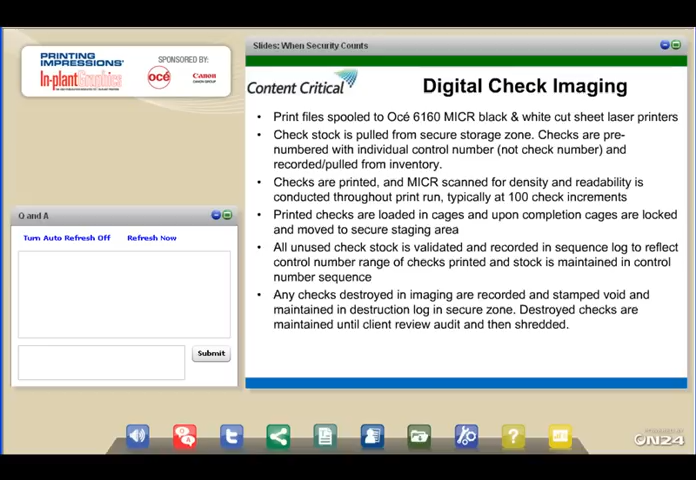 Slides: When Security Counts
PRINTING
IMPRESSIONS®
In-plantGraphics
SPONSORED BY:
océ
Canon
CANON GROUP
Content Critical
Digital Check Imaging
• Print files spooled to Océ 6160 MICR black & white cut sheet laser printers
• Check stock is pulled from secure storage zone. Checks are pre-
numbered with individual control number (not check number) and
recorded/pulled from inventory.
• Checks are printed, and MICR scanned for density and readability is
conducted throughout print run, typically at 100 check increments
• Printed checks are loaded in cages and upon completion cages are locked
and moved to secure staging area
• All unused check stock is validated and recorded in sequence log to reflect
control number range of checks printed and stock is maintained in control
number sequence
• Any checks destroyed in imaging are recorded and stamped void and
maintained in destruction log in secure zone. Destroyed checks are
maintained until client review audit and then shredded.
Q and A
Turn Auto Refresh Off
Refresh Now
Submit
POWERED BY
ON24